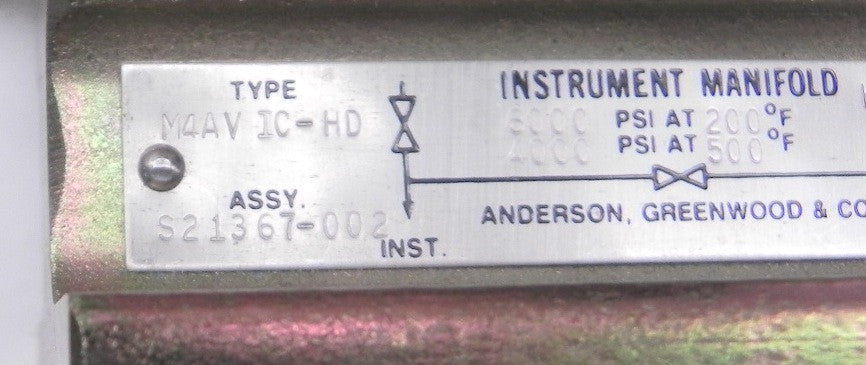 TYPE
M4AV IC-HD
ASSY.
S21367-002
INST.
INSTRUMENT MANIFOLD
6000 PSI AT 200°F
4000 PSI AT 500°F
ANDERSON, GREENWOOD & CO